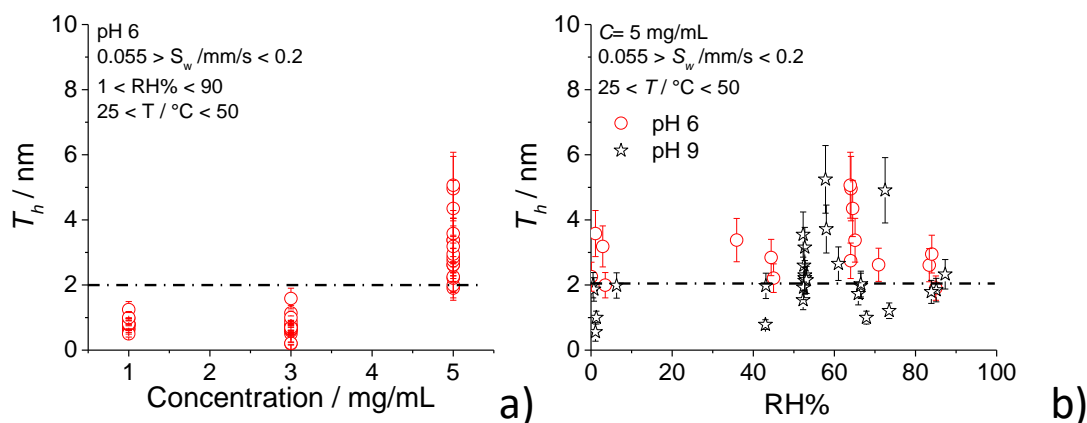 10
8
6
4
2
0
T_h / nm
pH 6
0.055 > S_w /mm/s < 0.2
1 < RH% < 90
25 < T / °C < 50
1 2 3 4 5
Concentration / mg/mL
a)
10
8
6
4
2
0
T_h / nm
C= 5 mg/mL
0.055 > S_w /mm/s < 0.2
25 < T / °C < 50
pH 6
pH 9
0 20 40 60 80 100
RH%
b)